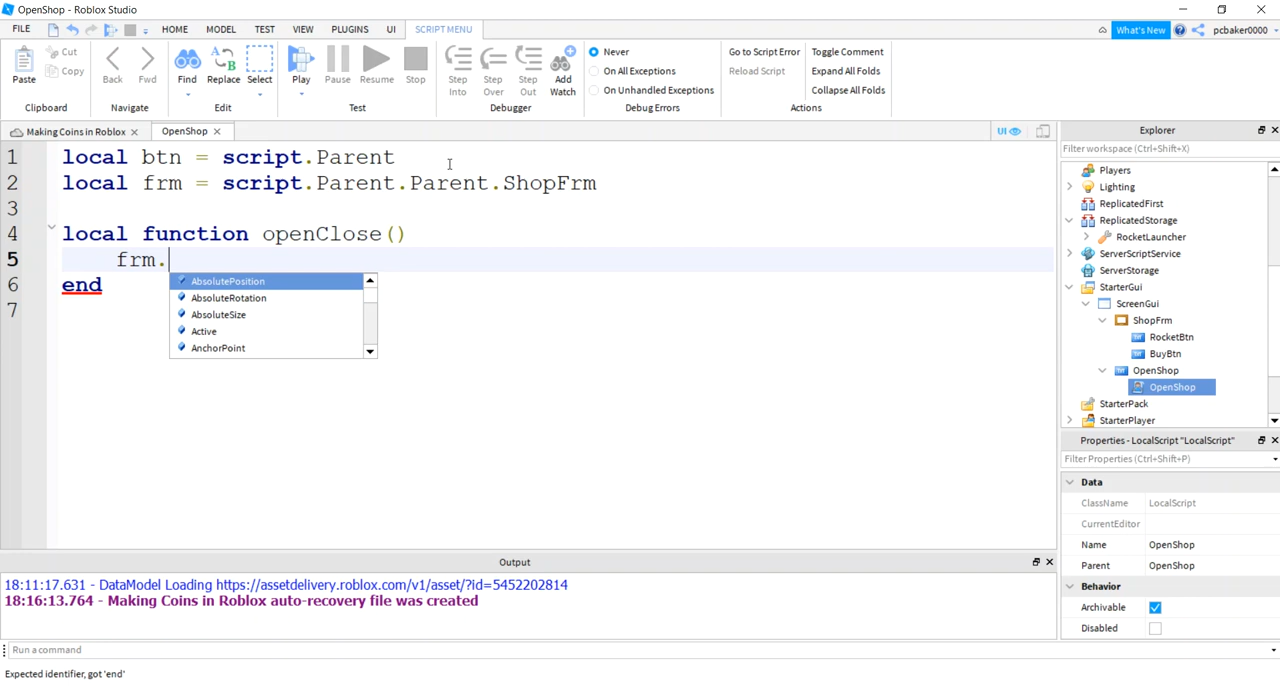 OpenShop - Roblox Studio
FILE HOME MODEL TEST VIEW PLUGINS UI SCRIPT MENU What's New pcbaker0000
Paste Cut Copy Back Fwd Find Replace Select Play Pause Resume Stop Step Into Step Over Step Out Add Watch Never On All Exceptions On Unhandled Exceptions Go to Script Error Reload Script Toggle Comment Expand All Folds Collapse All Folds
Clipboard Navigate Edit Test Debugger Debug Errors Actions
Making Coins in Roblox OpenShop UI Explorer
Filter workspace (Ctrl+Shift+X)
1 local btn = script.Parent
2 local frm = script.Parent.Parent.ShopFrm
3
4 local function openClose()
5 frm.
6 end
7
AbsolutePosition
AbsoluteRotation
AbsoluteSize
Active
AnchorPoint
Players
Lighting
ReplicatedFirst
ReplicatedStorage
RocketLauncher
ServerScriptService
ServerStorage
StarterGui
ScreenGui
ShopFrm
RocketBtn
BuyBtn
OpenShop
OpenShop
StarterPack
StarterPlayer
Properties - LocalScript "LocalScript"
Filter Properties (Ctrl+Shift+P)
Data
ClassName LocalScript
CurrentEditor
Name OpenShop
Parent OpenShop
Behavior
Archivable
Disabled
Output
18:11:17.631 - DataModel Loading https://assetdelivery.roblox.com/v1/asset/?id=5452202814
18:16:13.764 - Making Coins in Roblox auto-recovery file was created
Run a command
Expected identifier, got 'end'